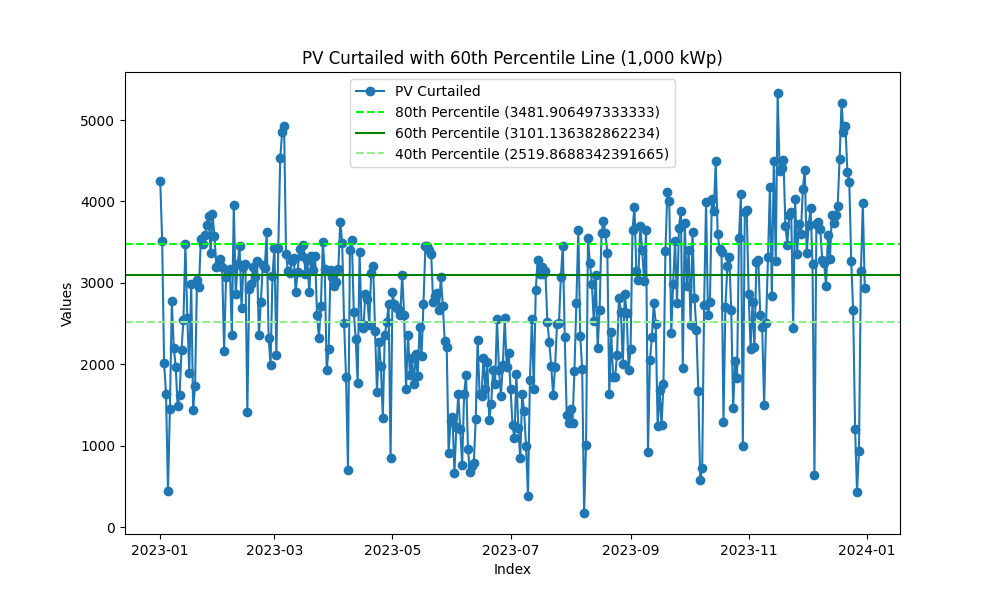 PV Curtailed with 60th Percentile Line (1,000 kWp)
PV Curtailed
80th Percentile (3481.906497333333)
60th Percentile (3101.136382862234)
40th Percentile (2519.8688342391665)
Values
5000
4000
3000
2000
1000
0
2023-01
2023-03
2023-05
2023-07
2023-09
2023-11
2024-01
Index